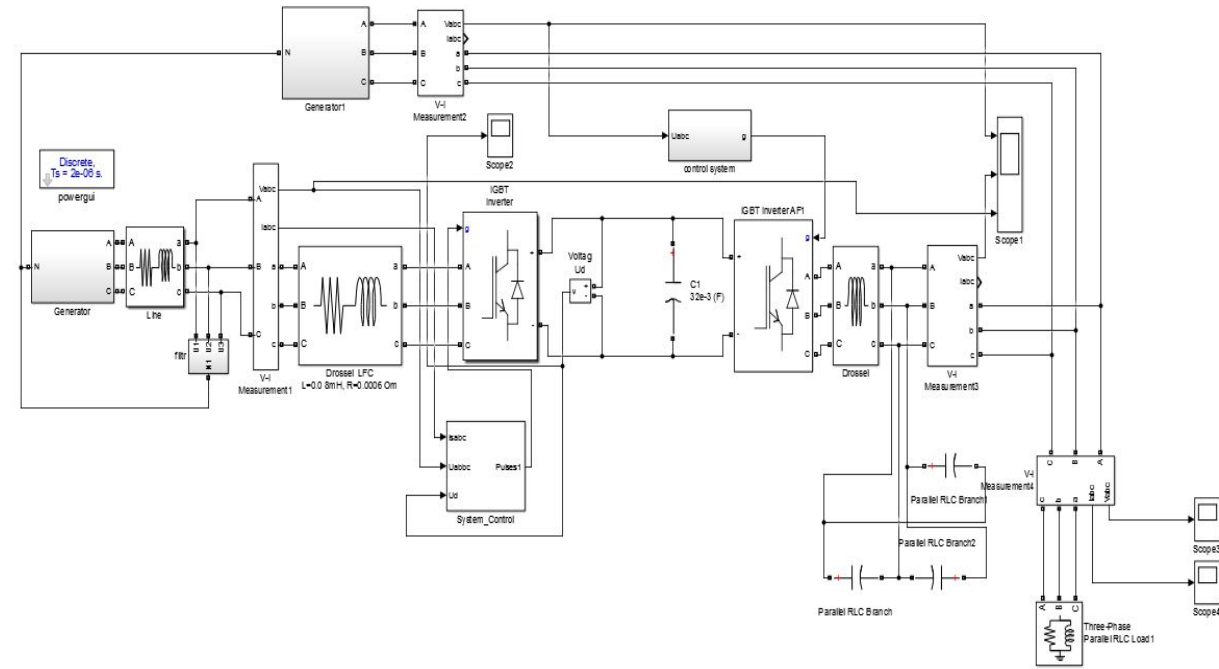 A
B
C
N
Generator1
A
B
C
Vabc
Iabc
a
b
c
V-I
Measurement2
Scope2
Uabc
g
control system
Scope1
Discrete,
Ts = 2e-06 s.
powergui
N
A
B
C
Generator
A
B
C
a
b
c
Line
filtr
Vabc
A
Iabc
B
a
b
C
c
V-I
Measurement1
A
B
C
a
b
c
Drossel LFC
L=0.0 8mH, R=0.0006 Om
IGBT
Inverter
g
A
B
C
+
-
Voltag
Ud
v
+
-
C1
32e-3 (F)
IGBT Inverter AF1
g
+
-
A
B
C
A
B
C
a
b
c
Drossel
A
B
C
Vabc
Iabc
a
b
c
V-I
Measurement3
Isabc
Uabbc
Ud
Pulses1
System_Control
Parallel RLC Branch1
Parallel RLC Branch2
Parallel RLC Branch
V-I
Measurement4
C
B
A
c
b
a
Iabc
Vabc
Scope3
Scope4
A
B
C
Three-Phase
Parallel RLC Load1